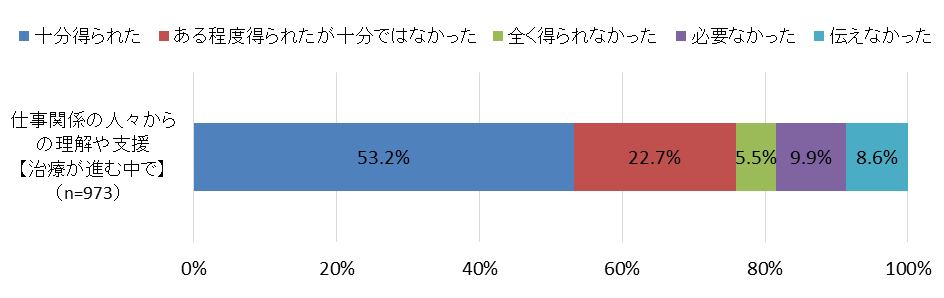 十分得られた ある程度得られたが十分ではなかった 全く得られなかった 必要なかった 伝えなかった
仕事関係の人々から
の理解や支援
【治療が進む中で】
（n=973）
53.2% 22.7% 5.5% 9.9% 8.6%
0% 20% 40% 60% 80% 100%